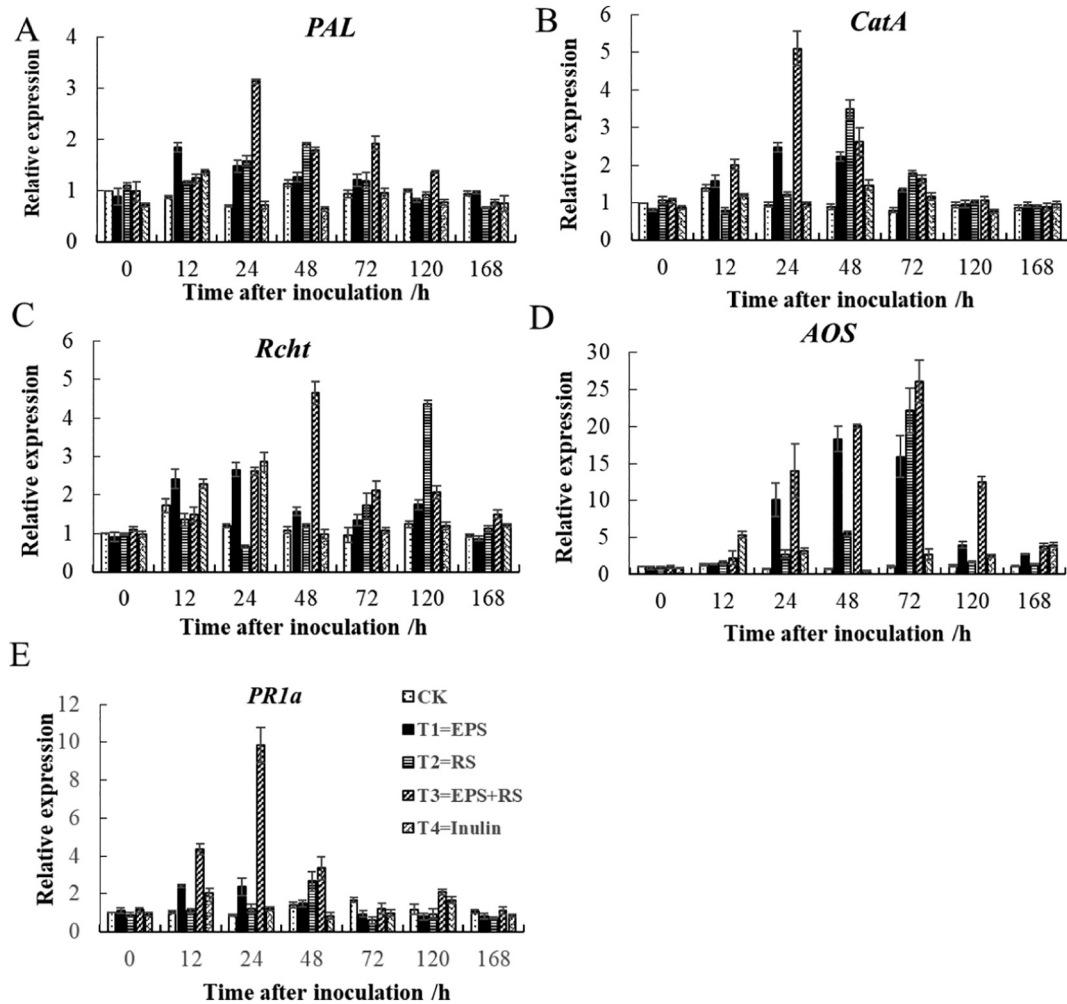 A
PAL
Relative expression
4
3
2
1
0
0 12 24 48 72 120 168
Time after inoculation /h
B
CatA
Relative expression
6
5
4
3
2
1
0
0 12 24 48 72 120 168
Time after inoculation /h
C
Rcht
Relative expression
6
5
4
3
2
1
0
0 12 24 48 72 120 168
Time after inoculation /h
D
AOS
Relative expression
30
25
20
15
10
5
0
0 12 24 48 72 120 168
Time after inoculation /h
E
PR1a
Relative expression
12
10
8
6
4
2
0
0 12 24 48 72 120 168
Time after inoculation /h
CK
T1=EPS
T2=RS
T3=EPS+RS
T4=Inulin